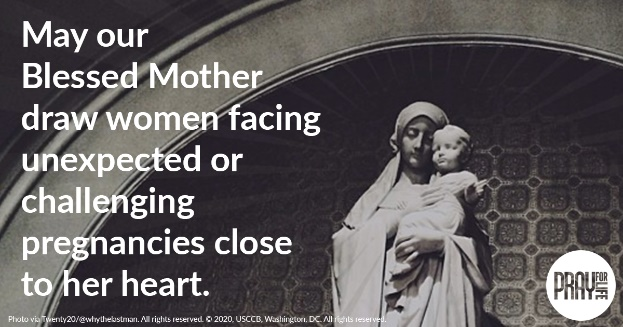 May our
Blessed Mother
draw women facing
unexpected or
challenging
pregnancies close
to her heart.
PRAY FOR LIFE
Photo via Twenty20/@whythelastman. All rights reserved. © 2020, USCCB, Washington, DC. All rights reserved.